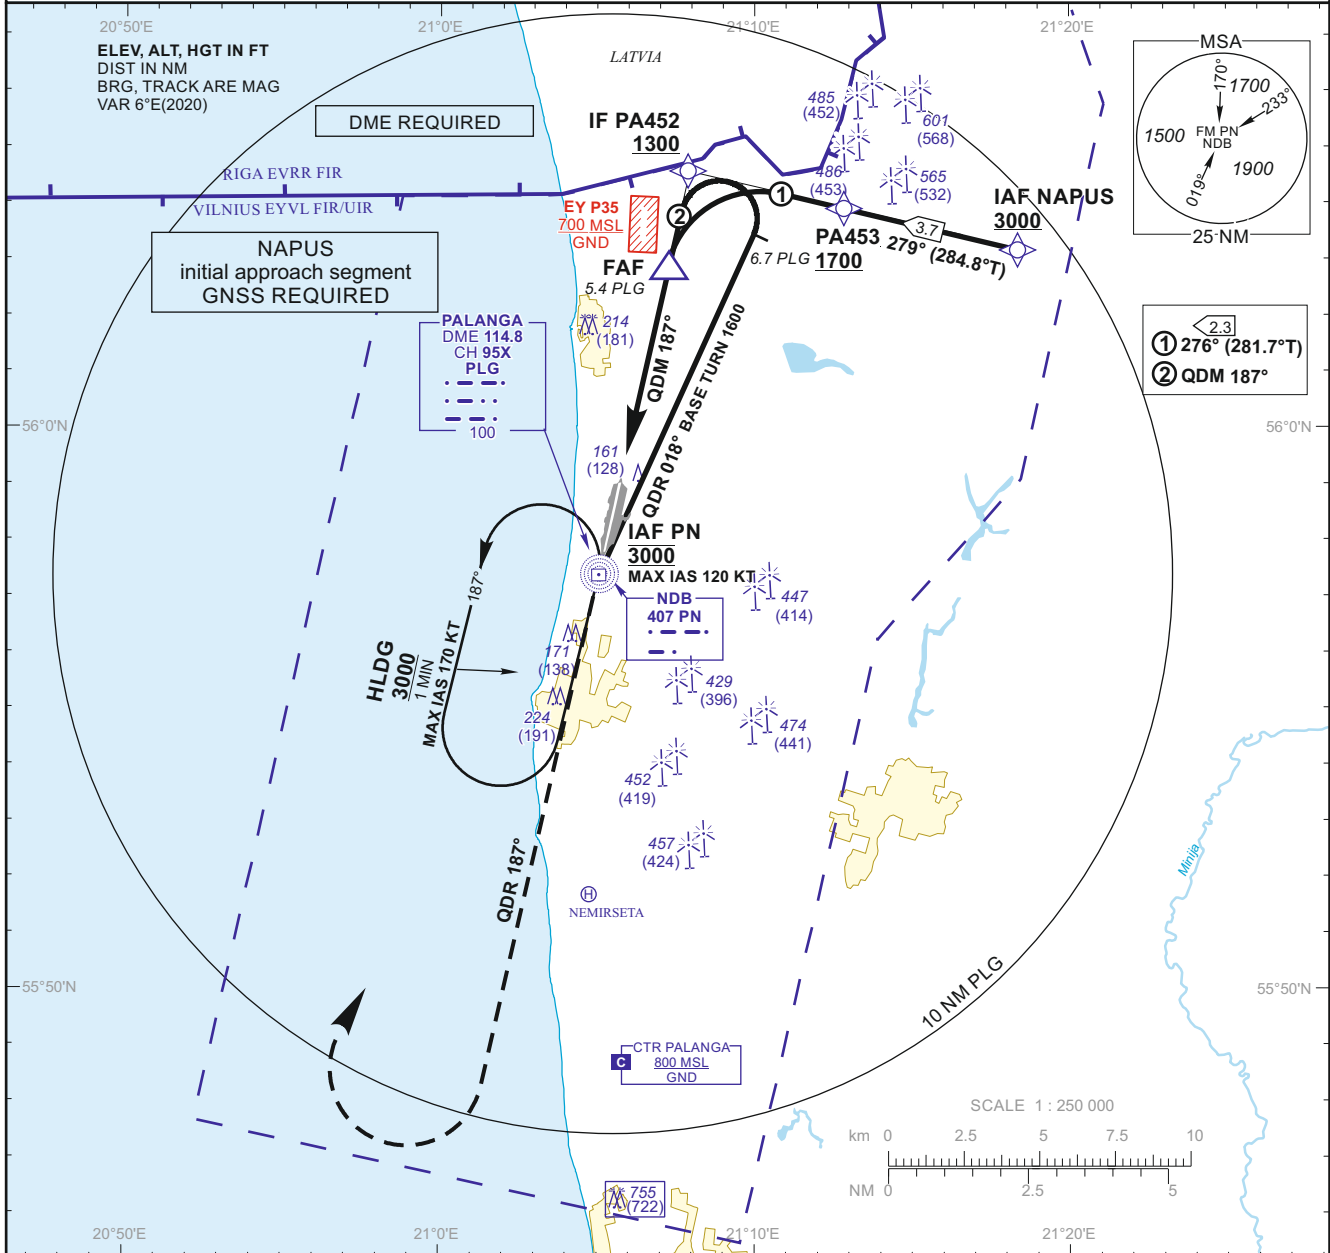 20°50'E
21°0'E
21°10'E
21°20'E
ELEV, ALT, HGT IN FT
DIST IN NM
BRG, TRACK ARE MAG
VAR 6°E(2020)
DME REQUIRED
LATVIA
IF PA452
1300
485
(452)
601
(568)
486
(453)
565
(532)
MSA
170°
1700
233°
1500
FM PN
NDB
1900
019°
25 NM
RIGA EVRR FIR
VILNIUS EYVL FIR/UIR
EY P35
700 MSL
GND
NAPUS
initial approach segment
GNSS REQUIRED
1
2
IAF NAPUS
3000
PA453
1700
3.7
279° (284.8°T)
6.7 PLG
FAF
5.4 PLG
2.3
1 276° (281.7°T)
2 QDM 187°
PALANGA
DME 114.8
CH 95X
PLG
100
214
(181)
QDM 187°
QDR 018° BASE TURN 1600
56°0'N
56°0'N
161
(128)
IAF PN
3000
MAX IAS 120 KT
NDB
407 PN
447
(414)
187°
HLDG
3000
1 MIN
MAX IAS 170 KT
171
(138)
224
(191)
429
(396)
474
(441)
452
(419)
457
(424)
QDR 187°
H
NEMIRSETA
Minija
55°50'N
55°50'N
10 NM PLG
C
CTR PALANGA
800 MSL
GND
SCALE 1 : 250 000
km 0 2.5 5 7.5 10
NM 0 2.5 5
755
(722)
20°50'E
21°0'E
21°10'E
21°20'E